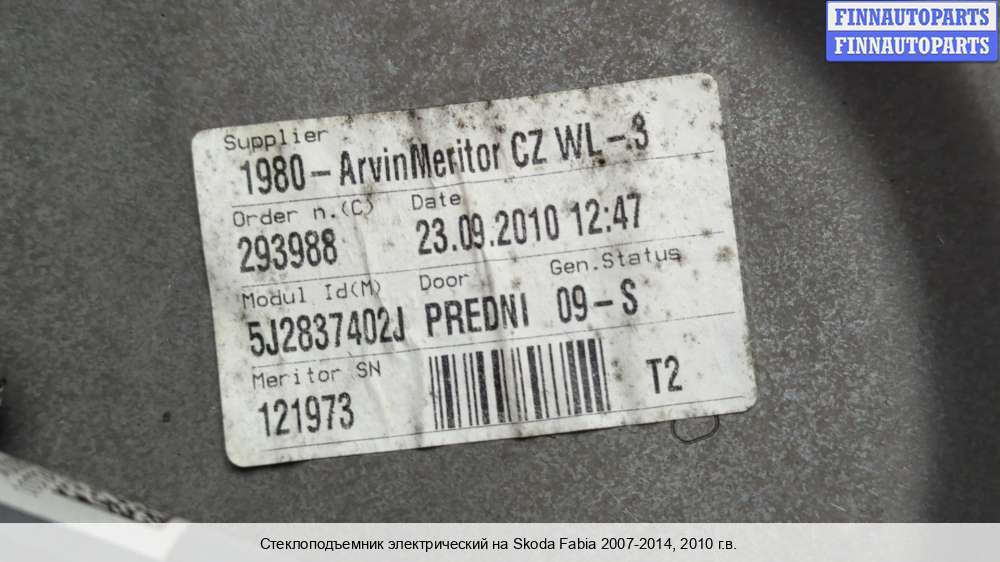 FINNAUTOPARTS
FINNAUTOPARTS
Supplier
1980-ArvinMeritor CZ WL-3
Order n.(C) Date
293988 23.09.2010 12:47
Modul Id(M) Door Gen.Status
5J2837402J PREDNI 09-S
Meritor SN
121973 T2
Стеклоподъемник электрический на Skoda Fabia 2007-2014, 2010 г.в.